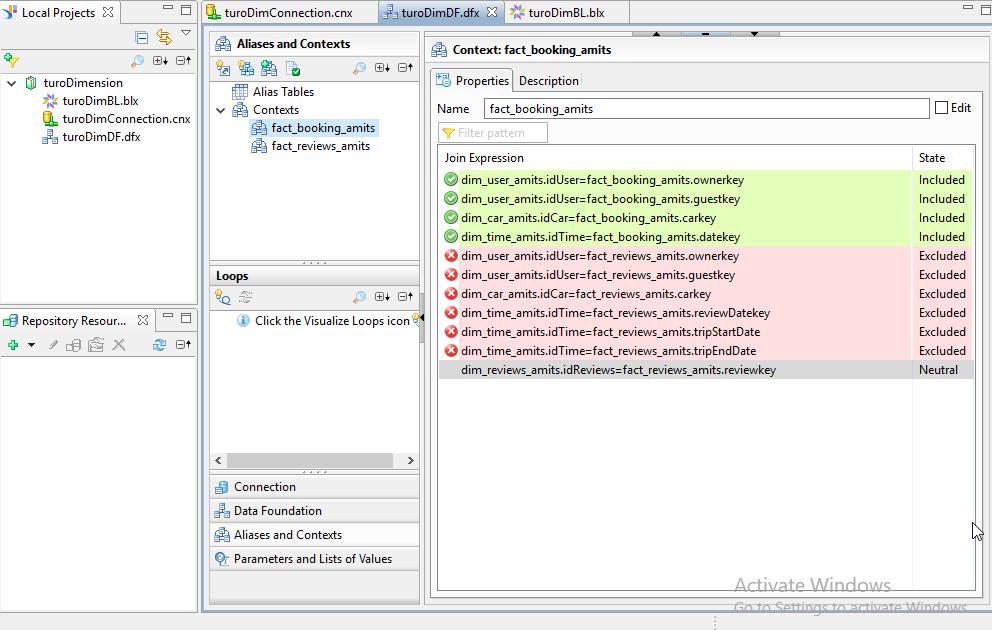 Local Projects
turoDimension
turoDimBL.blx
turoDimConnection.cnx
turoDimDF.dfx
Repository Resour...
turoDimConnection.cnx
turoDimDF.dfx
turoDimBL.blx
Aliases and Contexts
Alias Tables
Contexts
fact_booking_amits
fact_reviews_amits
Loops
Click the Visualize Loops icon
Connection
Data Foundation
Aliases and Contexts
Parameters and Lists of Values
Context: fact_booking_amits
Properties
Description
Name
fact_booking_amits
Edit
Filter pattern
Join Expression State
dim_user_amits.idUser=fact_booking_amits.ownerkey Included
dim_user_amits.idUser=fact_booking_amits.guestkey Included
dim_car_amits.idCar=fact_booking_amits.carkey Included
dim_time_amits.idTime=fact_booking_amits.datekey Included
dim_user_amits.idUser=fact_reviews_amits.ownerkey Excluded
dim_user_amits.idUser=fact_reviews_amits.guestkey Excluded
dim_car_amits.idCar=fact_reviews_amits.carkey Excluded
dim_time_amits.idTime=fact_reviews_amits.reviewDatekey Excluded
dim_time_amits.idTime=fact_reviews_amits.tripStartDate Excluded
dim_time_amits.idTime=fact_reviews_amits.tripEndDate Excluded
dim_reviews_amits.idReviews=fact_reviews_amits.reviewkey Neutral
Activate Windows
Go to Settings to activate Windows.